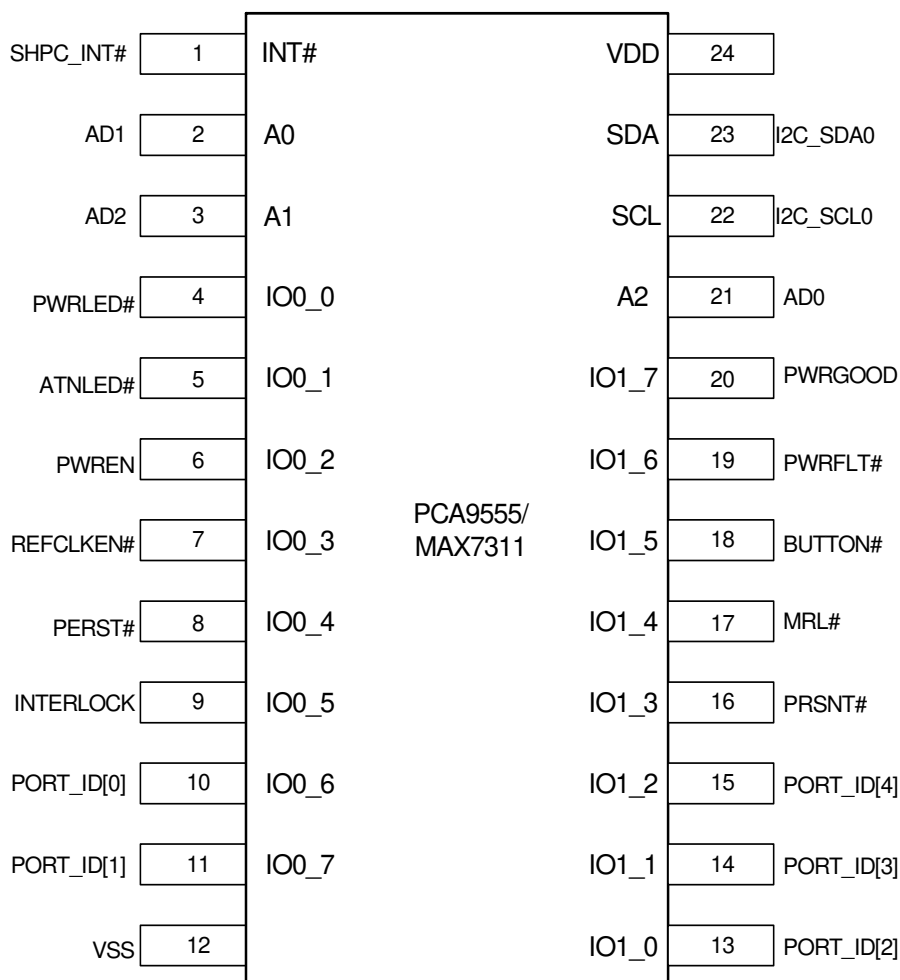 SHPC_INT# 1 INT# VDD 24
AD1 2 A0 SDA 23 I2C_SDA0
AD2 3 A1 SCL 22 I2C_SCL0
PWRLED# 4 IO0_0 A2 21 AD0
ATNLED# 5 IO0_1 IO1_7 20 PWRGOOD
PWREN 6 IO0_2 IO1_6 19 PWRFLT#
PCA9555/
MAX7311
REFCLKEN# 7 IO0_3 IO1_5 18 BUTTON#
PERST# 8 IO0_4 IO1_4 17 MRL#
INTERLOCK 9 IO0_5 IO1_3 16 PRSNT#
PORT_ID[0] 10 IO0_6 IO1_2 15 PORT_ID[4]
PORT_ID[1] 11 IO0_7 IO1_1 14 PORT_ID[3]
VSS 12 IO1_0 13 PORT_ID[2]